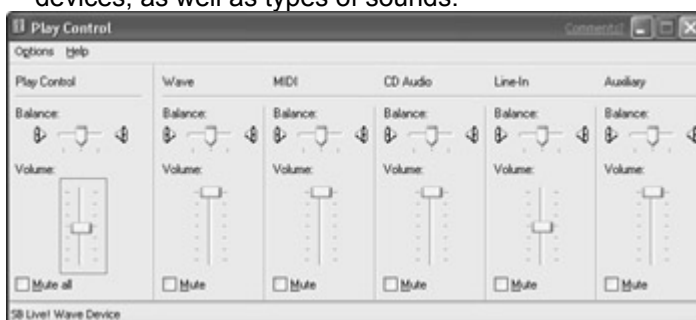 devices, as well as types of sounds.
Play Control Comments?
Options Help
Play Control Wave MIDI CD Audio Line-In Auxiliary
Balance: Balance: Balance: Balance: Balance: Balance:
Volume: Volume: Volume: Volume: Volume: Volume:
Mute all Mute Mute Mute Mute Mute
SB Live! Wave Device